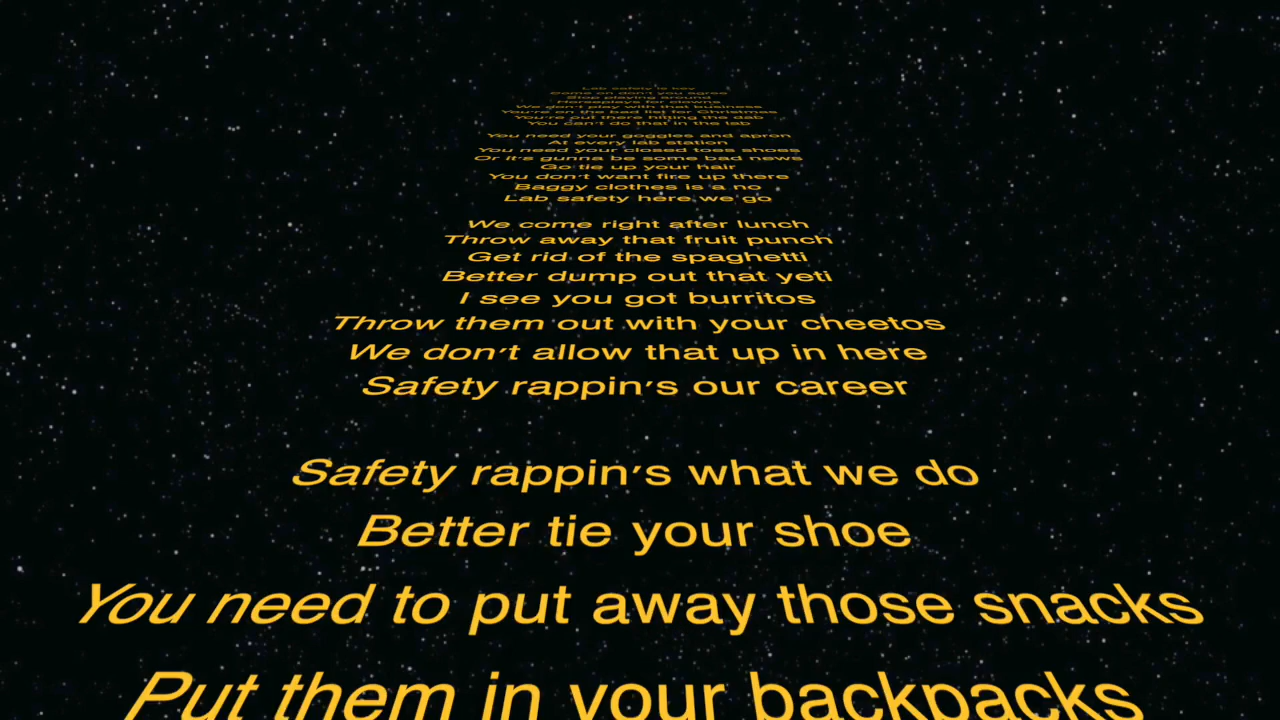 Lab safety is key
Come on don't you agree
Stop playing around
Horseplays for clowns
We don't play with that business
You're on the bad list for Christmas
You're out there hitting the dab
You can't do that in the lab
You need your goggles and apron
At every lab station
You need your closed toes shoes
Or it's gunna be some bad news
Go tie up your hair
You don't want fire up there
Baggy clothes is a no
Lab safety here we go
We come right after lunch
Throw away that fruit punch
Get rid of the spaghetti
Better dump out that yeti
I see you got burritos
Throw them out with your cheetos
We don't allow that up in here
Safety rappin's our career
Safety rappin's what we do
Better tie your shoe
You need to put away those snacks
Put them in your backpacks